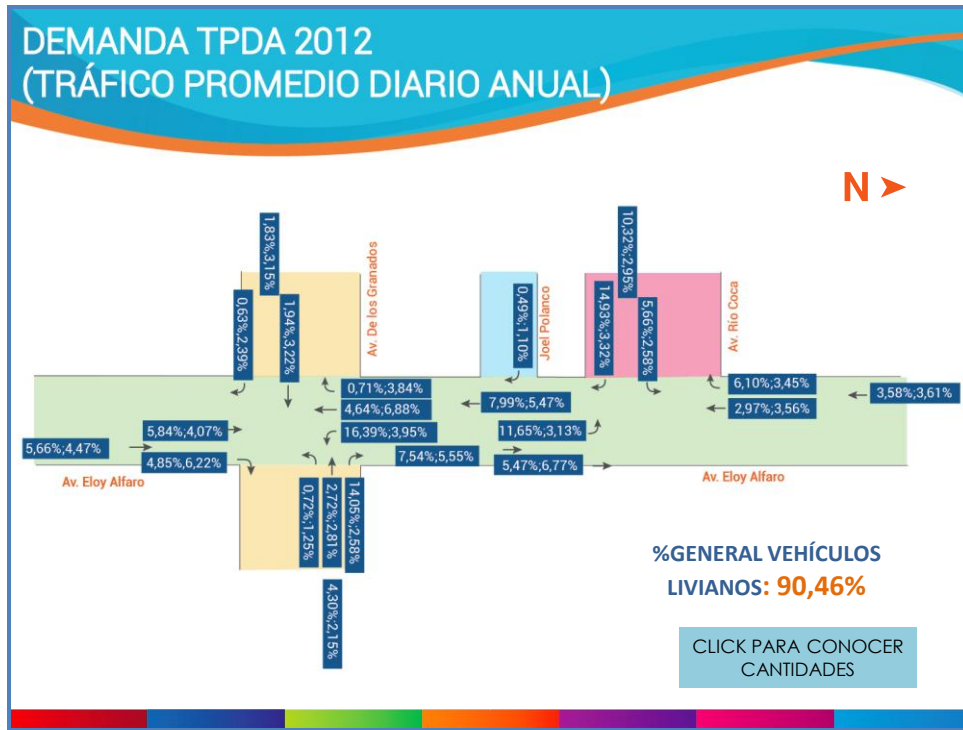 DEMANDA TPDA 2012
(TRÁFICO PROMEDIO DIARIO ANUAL)
N
1,83%;3,15%
10,32%;2,95%
0,63%;2,39%
1,94%;3,22%
Av. De los Granados
0,49%;1,10%
Joel Polanco
14,93%;3,32%
5,66%;2,58%
Av. Río Coca
0,71%;3,84%
6,10%;3,45%
3,58%;3,61%
4,64%;6,88%
7,99%;5,47%
2,97%;3,56%
5,84%;4,07%
16,39%;3,95%
11,65%;3,13%
5,66%;4,47%
7,54%;5,55%
4,85%;6,22%
5,47%;6,77%
Av. Eloy Alfaro
Av. Eloy Alfaro
0,72%;1,25%
2,72%;2,81%
14,05%;2,58%
4,30%;2,15%
%GENERAL VEHÍCULOS
LIVIANOS: 90,46%
CLICK PARA CONOCER
CANTIDADES